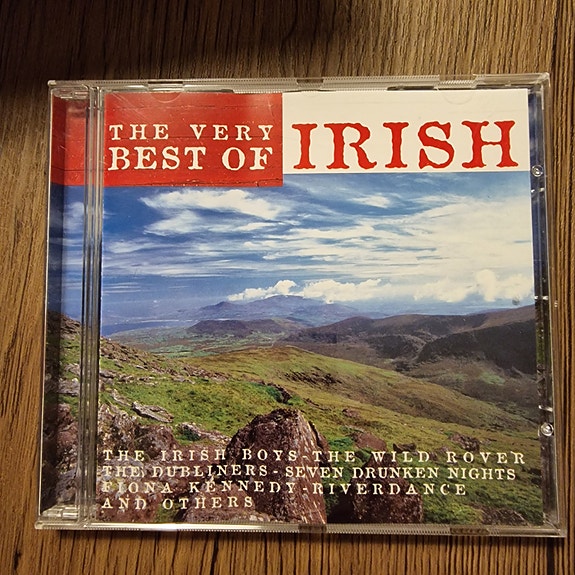 THE VERY
BEST OF
IRISH
THE IRISH BOYS-THE WILD ROVER
THE DUBLINERS - SEVEN DRUNKEN NIGHTS
FIONA KENNEDY-RIVERDANCE
AND OTHERS